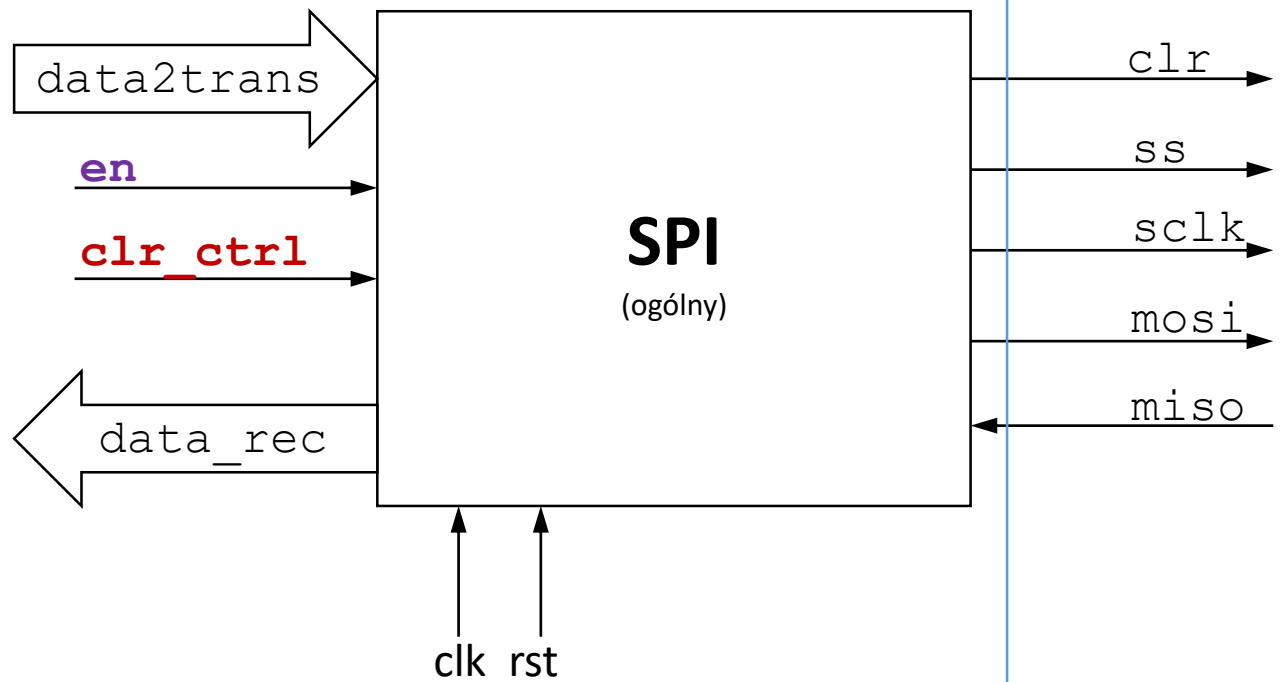 data2trans
en
clr_ctrl
data_rec
SPI
(ogólny)
clr
ss
sclk
mosi
miso
clk rst